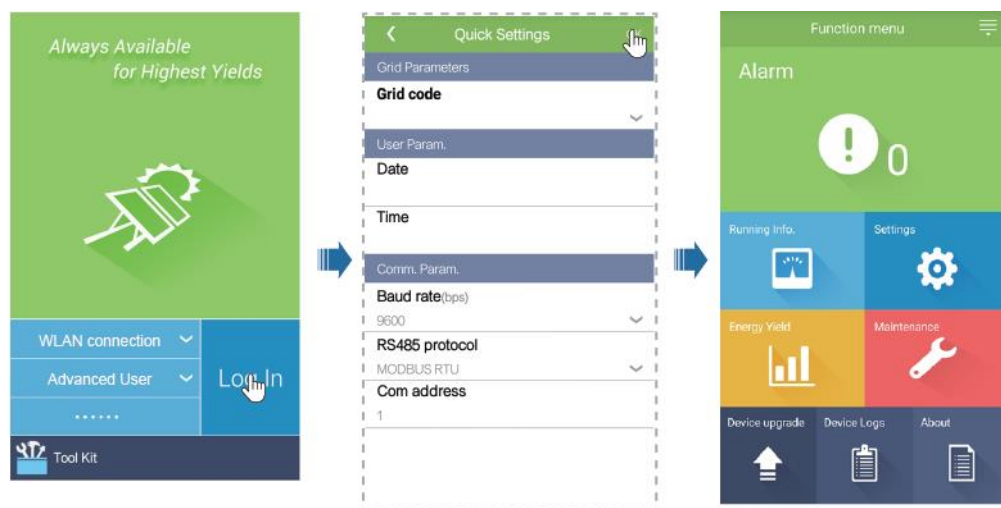 Always Available
for Highest Yields
WLAN connection
Advanced User
Log In
Tool Kit
Quick Settings
Grid Parameters
Grid code
User Param.
Date
Time
Comm. Param.
Baud rate(bps)
9600
RS485 protocol
MODBUS RTU
Com address
1
Function menu
Alarm
0
Running Info.
Settings
Energy Yield
Maintenance
Device upgrade
Device Logs
About